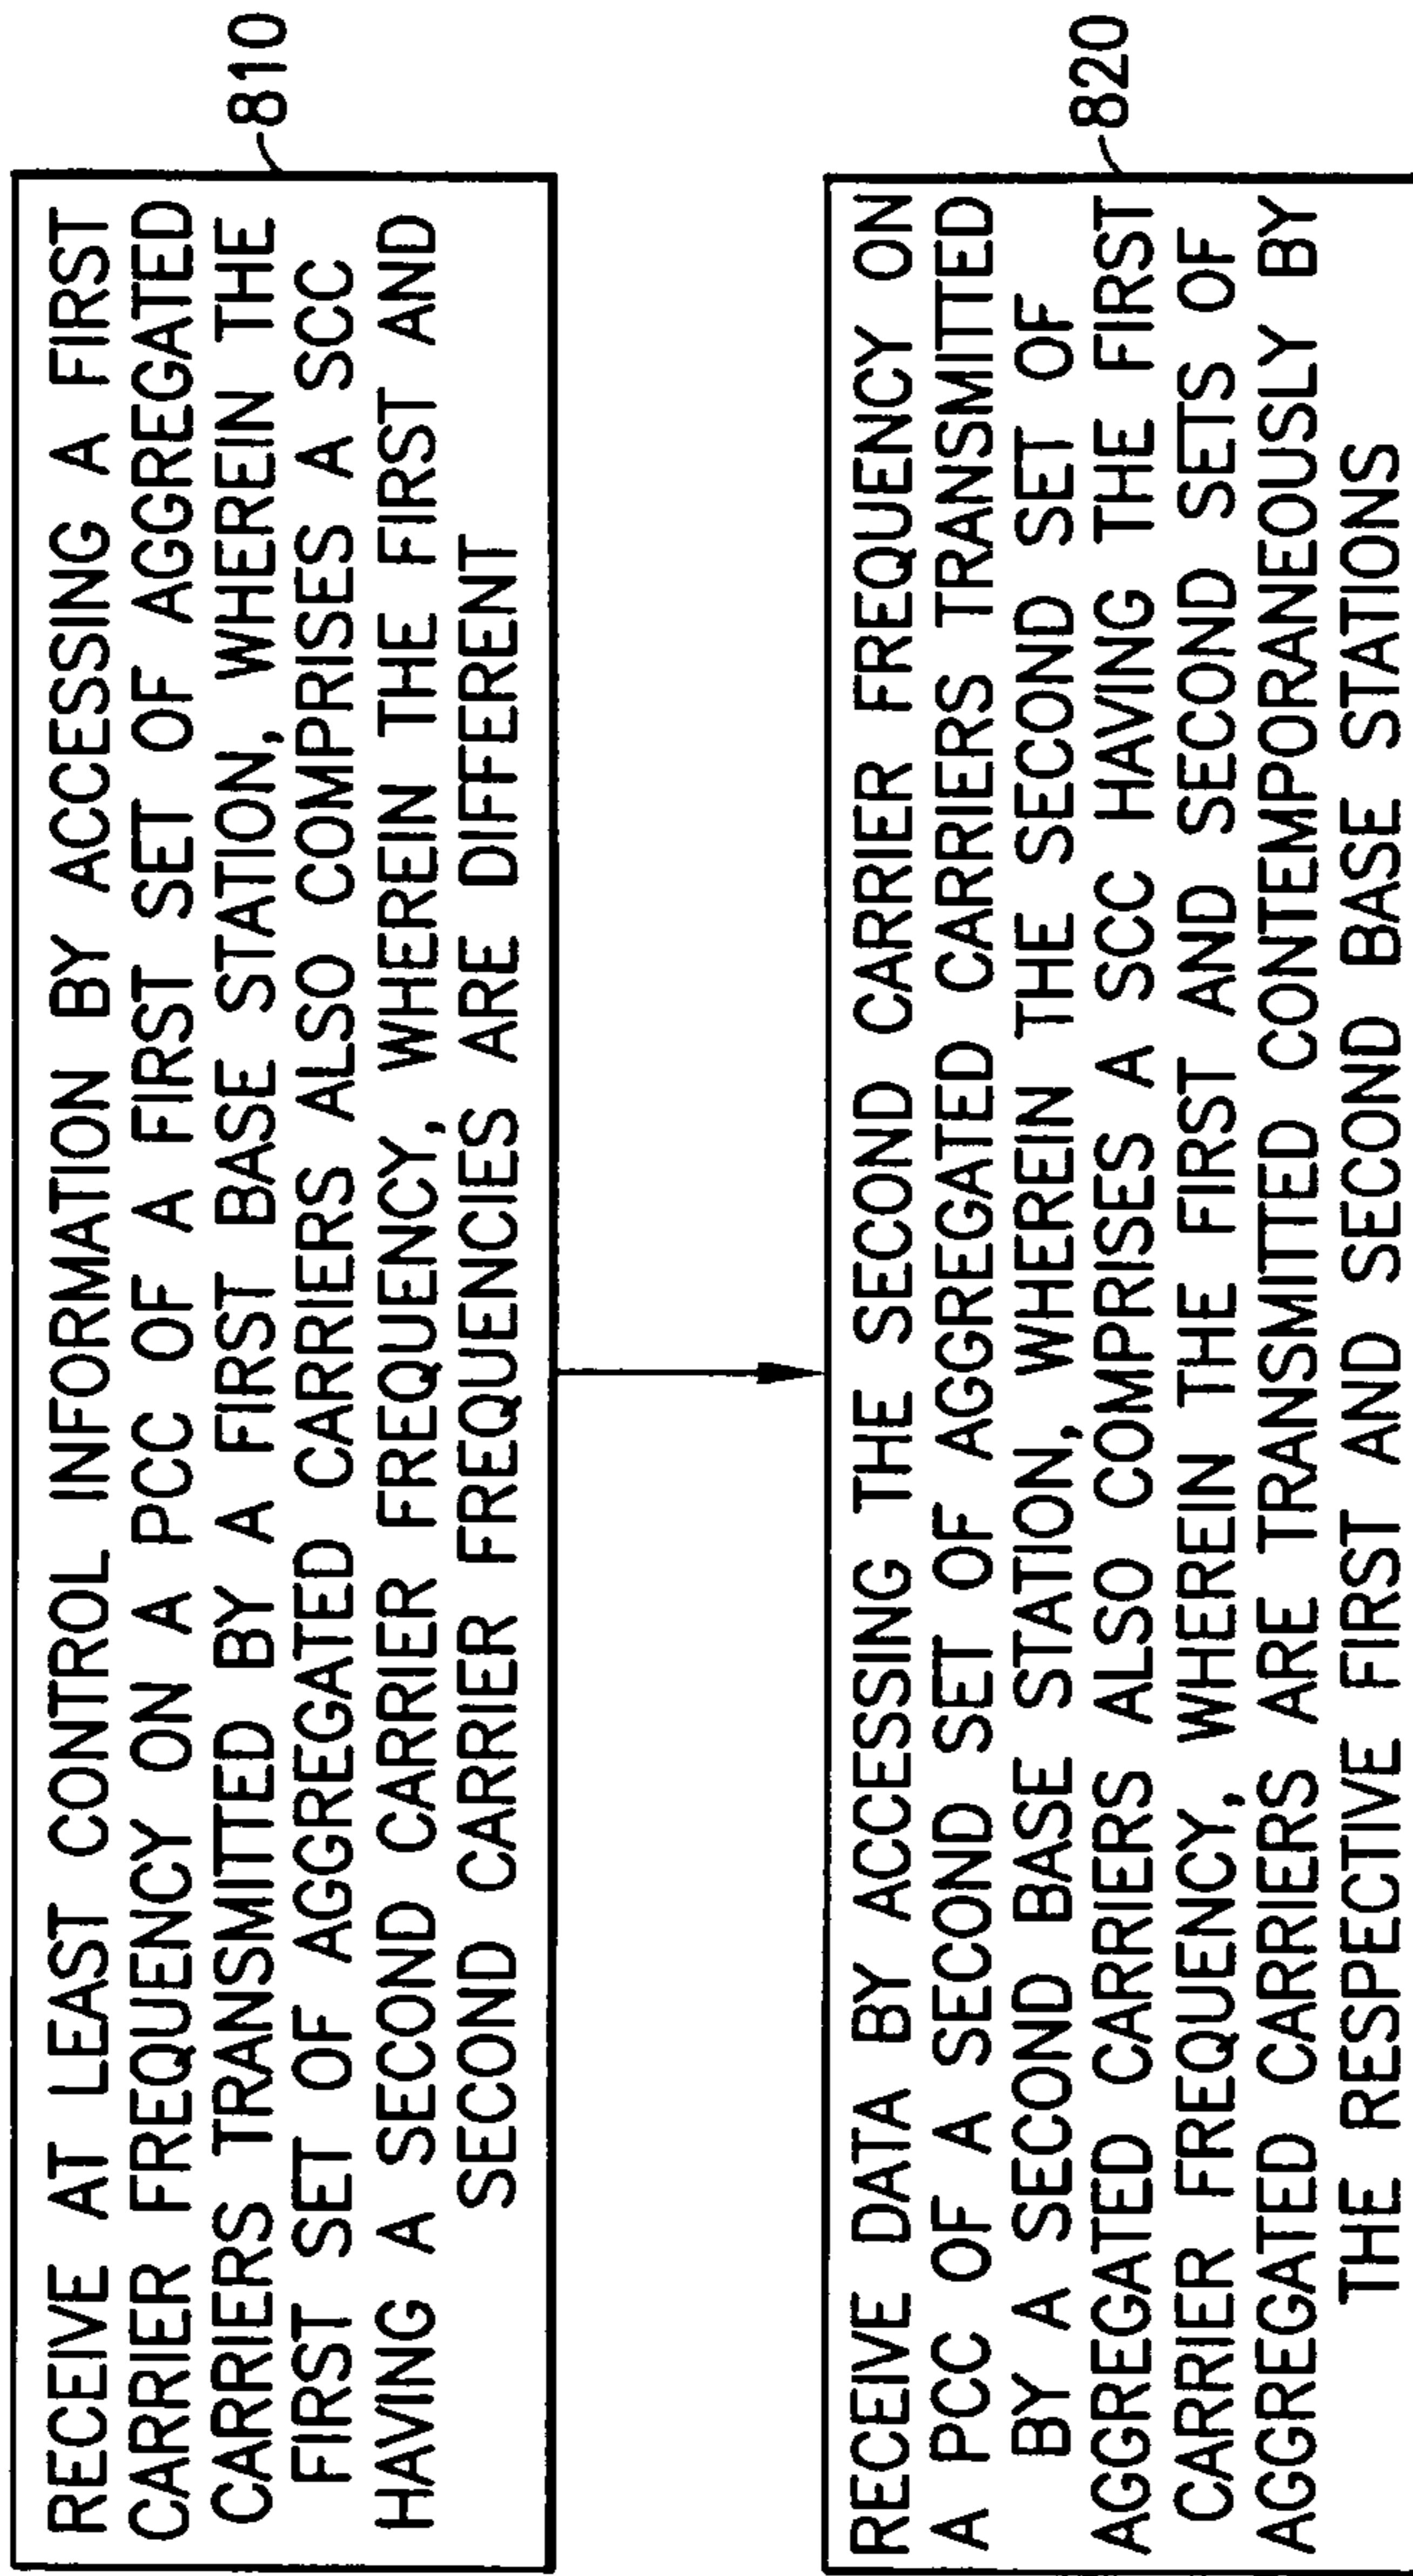 RECEIVE AT LEAST CONTROL INFORMATION BY ACCESSING A FIRST
CARRIER FREQUENCY ON A PCC OF A FIRST SET OF AGGREGATED
CARRIERS TRANSMITTED BY A FIRST BASE STATION, WHEREIN THE
FIRST SET OF AGGREGATED CARRIERS ALSO COMPRISES A SCC
HAVING A SECOND CARRIER FREQUENCY, WHEREIN THE FIRST AND
SECOND CARRIER FREQUENCIES ARE DIFFERENT
810
RECEIVE DATA BY ACCESSING THE SECOND CARRIER FREQUENCY ON
A PCC OF A SECOND SET OF AGGREGATED CARRIERS TRANSMITTED
BY A SECOND BASE STATION, WHEREIN THE SECOND SET OF
AGGREGATED CARRIERS ALSO COMPRISES A SCC HAVING THE FIRST
CARRIER FREQUENCY, WHEREIN THE FIRST AND SECOND SETS OF
AGGREGATED CARRIERS ARE TRANSMITTED CONTEMPORANEOUSLY BY
THE RESPECTIVE FIRST AND SECOND BASE STATIONS
820